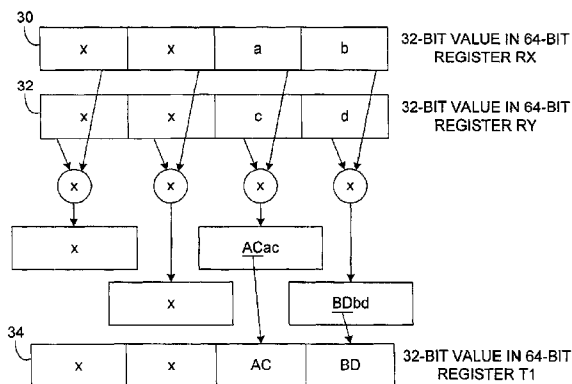 30
x x a b
32-BIT VALUE IN 64-BIT
REGISTER RX
32
x x c d
32-BIT VALUE IN 64-BIT
REGISTER RY
x x x x
x ACac
x BDbd
34
x x AC BD
32-BIT VALUE IN 64-BIT
REGISTER T1